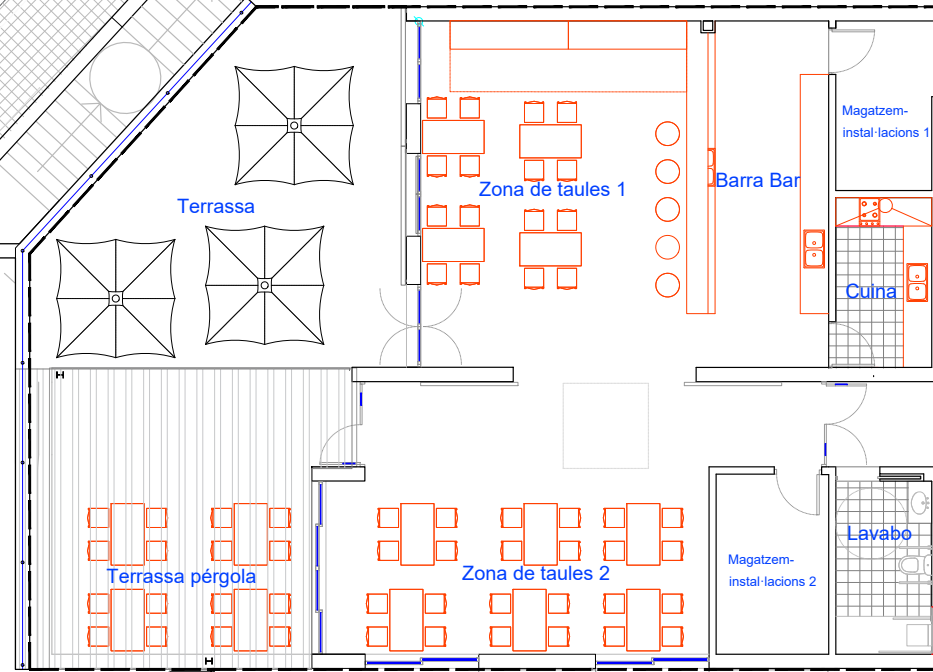 Magatzem-
instal·lacions 1
Barra Bar
Zona de taules 1
Terrassa
Cuina
Lavabo
Magatzem-
instal·lacions 2
Zona de taules 2
Terrassa pérgola